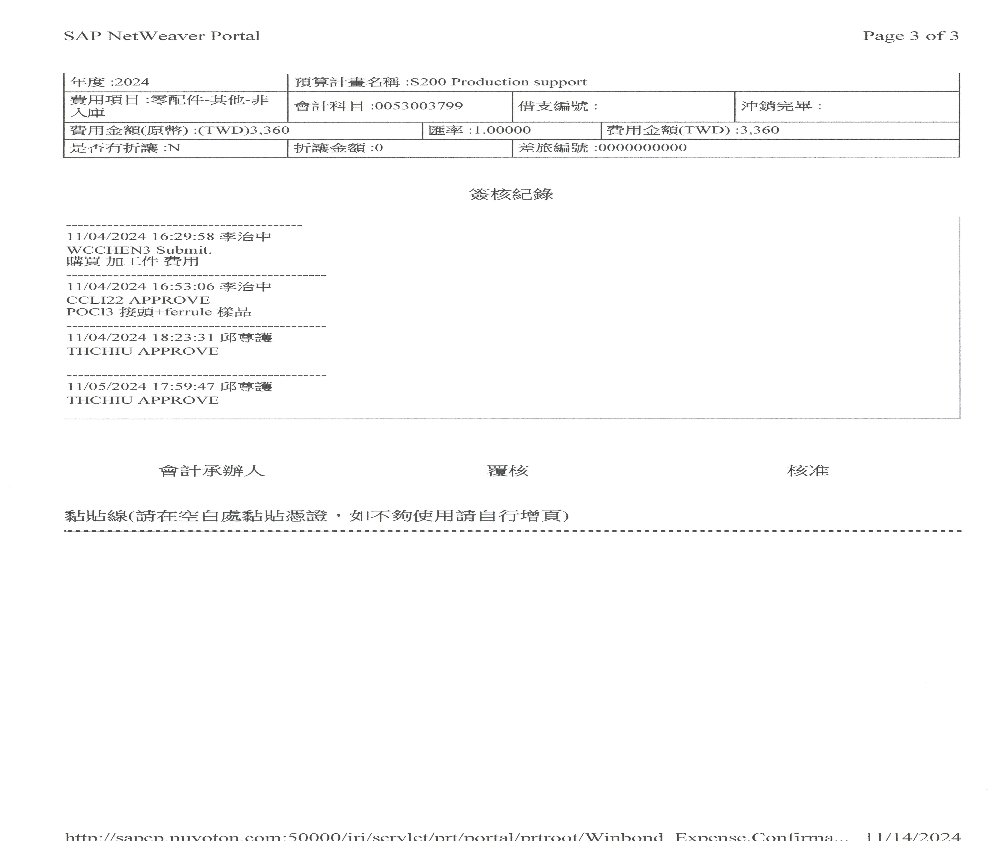 SAP NetWeaver Portal Page 3 of 3
年度 :2024 預算計畫名稱 :S200 Production support
費用項目 :零配件-其他-非
入庫 會計科目 :0053003799 借支編號 : 沖銷完畢 :
費用金額(原幣) :(TWD)3,360 匯率 :1.00000 費用金額(TWD) :3,360
是否有折讓 :N 折讓金額 :0 差旅編號 :0000000000
簽核紀錄
----------------------------------------
11/04/2024 16:29:58 李治中
WCCHEN3 Submit.
購買 加工件 費用
--------------------------------------------
11/04/2024 16:53:06 李治中
CCLI22 APPROVE
POCl3 接頭+ferrule 樣品
--------------------------------------------
11/04/2024 18:23:31 邱尊護
THCHIU APPROVE
--------------------------------------------
11/05/2024 17:59:47 邱尊護
THCHIU APPROVE
會計承辦人 覆核 核准
黏貼線(請在空白處黏貼憑證，如不夠使用請自行增頁)
http://sapep.nuvoton.com:50000/irj/servlet/prt/portal/prtroot/Winbond_Expense.Confirma... 11/14/2024